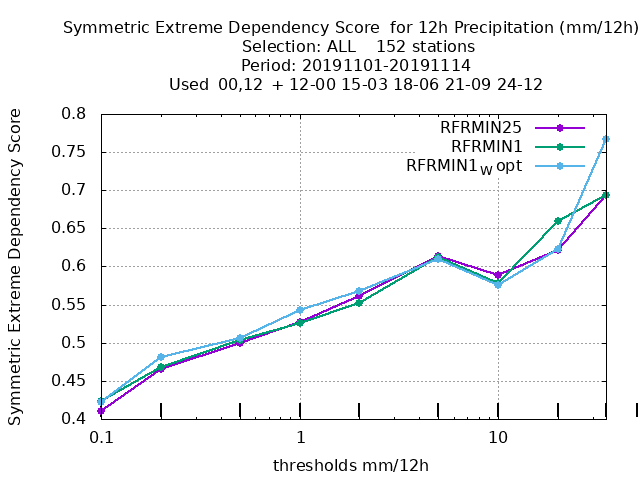 Symmetric Extreme Dependency Score  for 12h Precipitation (mm/12h)
Selection: ALL    152 stations
Period: 20191101-20191114
Used  00,12  + 12-00 15-03 18-06 21-09 24-12
RFRMIN25
RFRMIN1
RFRMIN1_W opt
Symmetric Extreme Dependency Score
0.8
0.75
0.7
0.65
0.6
0.55
0.5
0.45
0.4
0.1 1 10
thresholds mm/12h